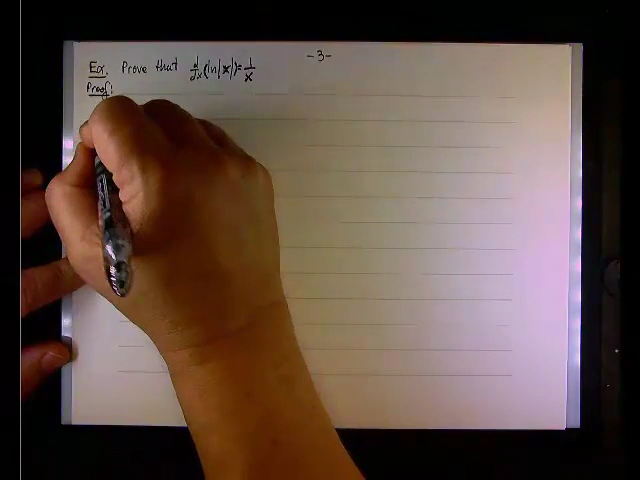 -3-
Ex. Prove that d/dx(ln|x|)=1/x
Proof: